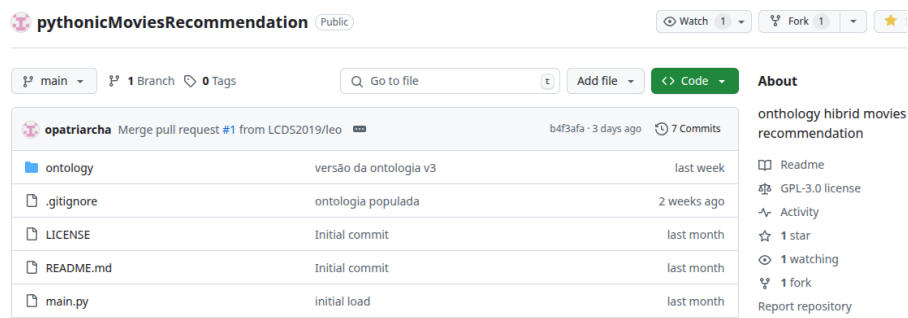 pythonicMoviesRecommendation Public Watch 1 Fork 1
main 1 Branch 0 Tags Go to file t Add file Code About
opatriarcha Merge pull request #1 from LCDS2019/leo b4f3afa · 3 days ago 7 Commits
onthology hibrid movies
recommendation
ontology versão da ontologia v3 last week
Readme
.gitignore ontologia populada 2 weeks ago
GPL-3.0 license
Activity
LICENSE Initial commit last month
1 star
README.md Initial commit last month
1 watching
1 fork
main.py initial load last month
Report repository